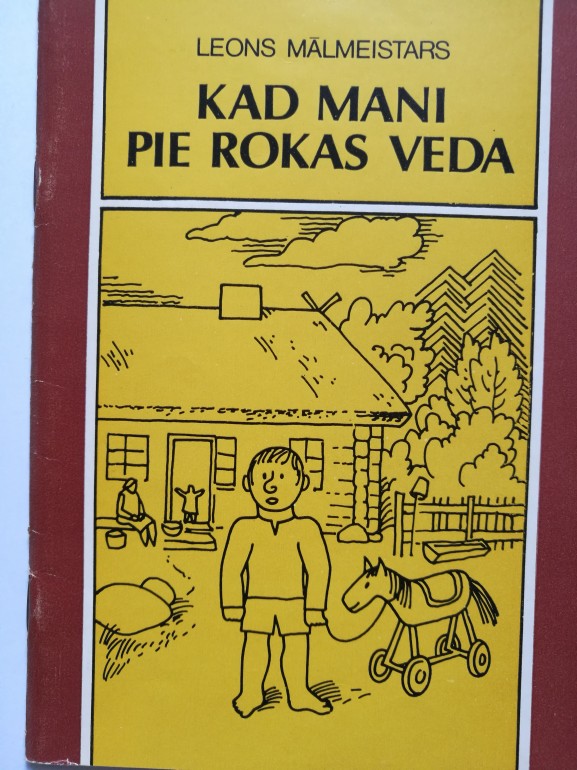 LEONS MĀLMEISTARS
KAD MANI
PIE ROKAS VEDA